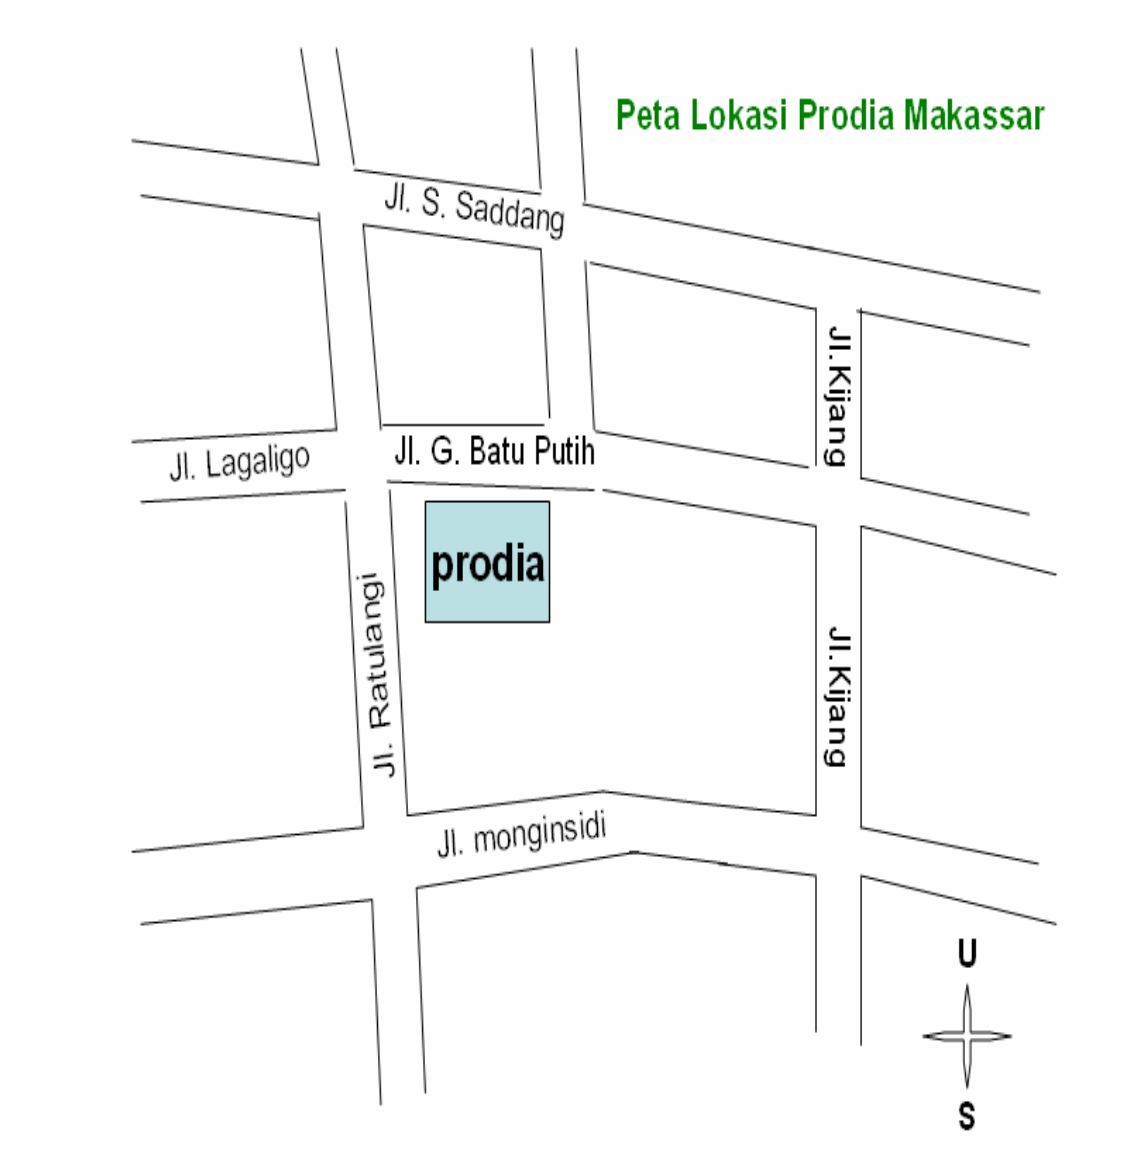 Peta Lokasi Prodia Makassar
Jl. S. Saddang
Jl.Kijang
Jl. Lagaligo
Jl. G. Batu Putih
prodia
Jl. Ratulangi
Jl.Kijang
Jl. monginsidi
U
S